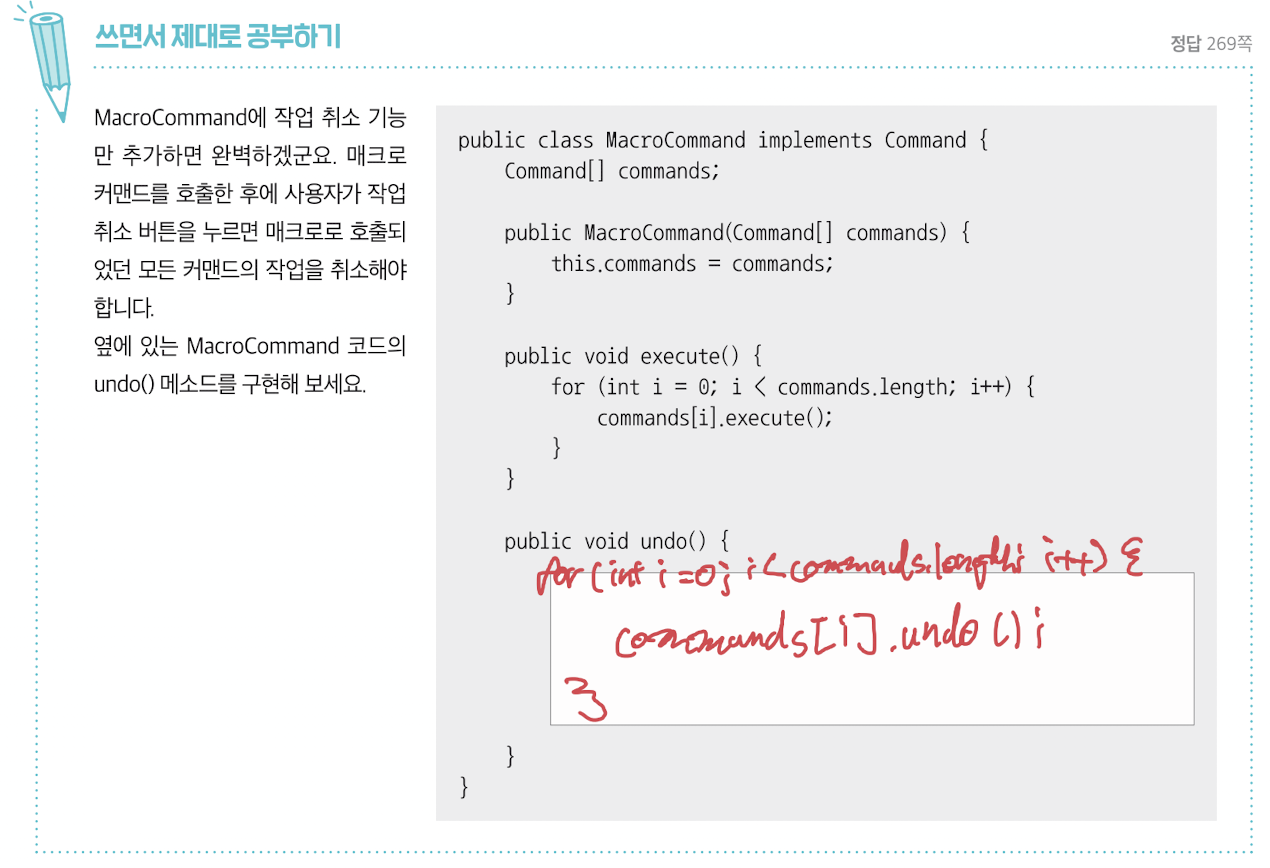 쓰면서 제대로 공부하기
정답 269쪽
MacroCommand에 작업 취소 기능
만 추가하면 완벽하겠군요. 매크로
커맨드를 호출한 후에 사용자가 작업
취소 버튼을 누르면 매크로로 호출되
었던 모든 커맨드의 작업을 취소해야
합니다.
옆에 있는 MacroCommand 코드의
undo() 메소드를 구현해 보세요.
public class MacroCommand implements Command {
Command[] commands;
public MacroCommand(Command[] commands) {
this.commands = commands;
}
public void execute() {
for (int i = 0; i < commands.length; i++) {
commands[i].execute();
}
}
public void undo() {
for (int i =0; i < commands.length; i++) {
commands[i].undo();
}
}
}